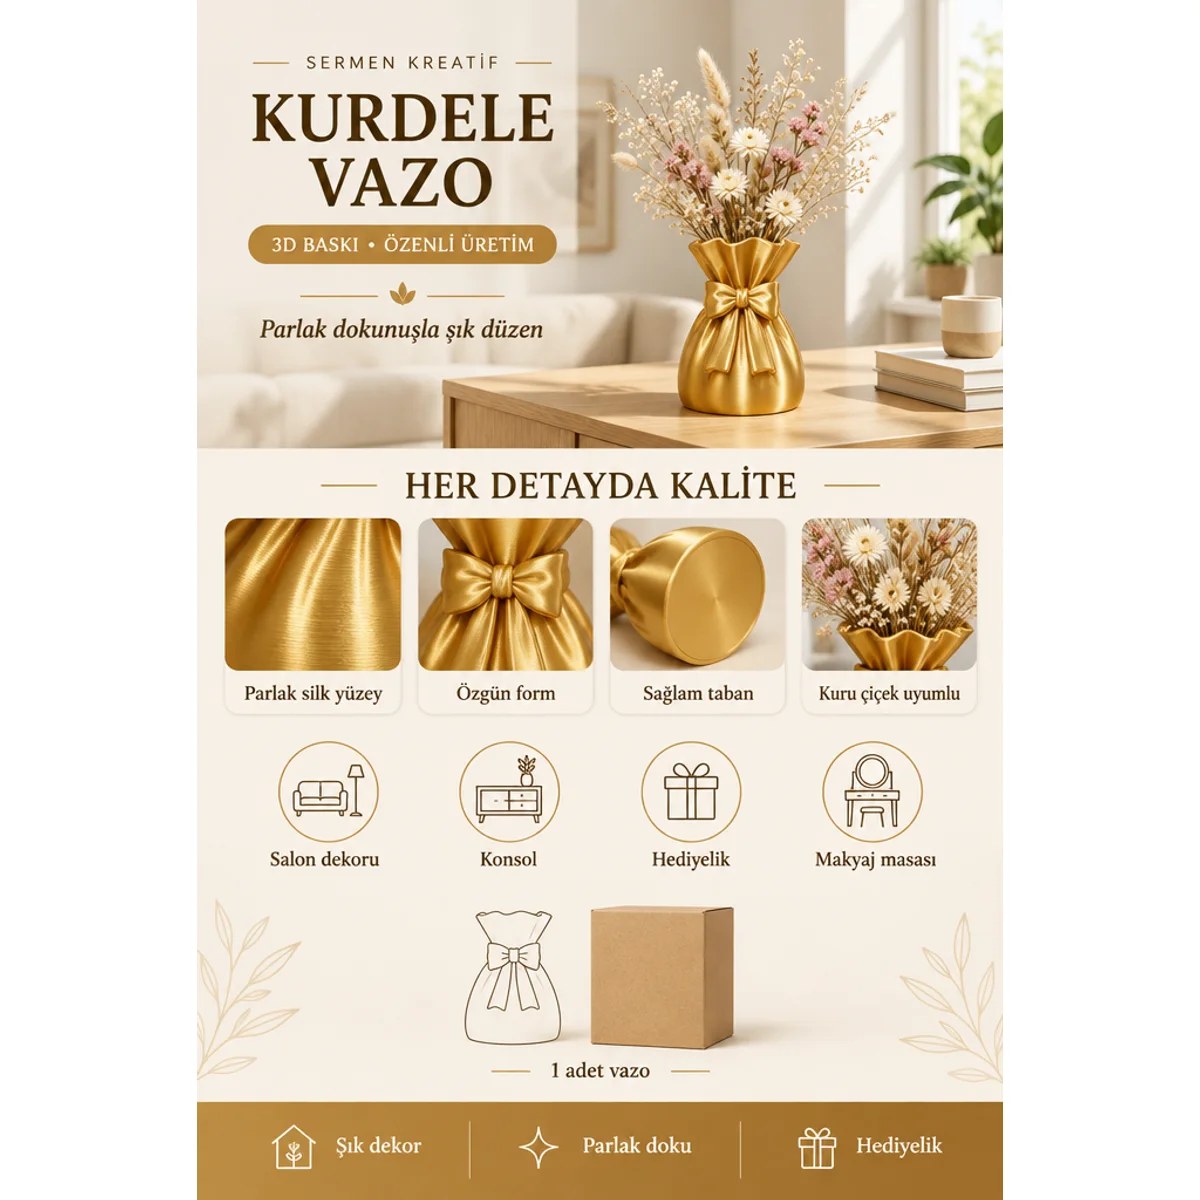 SERMEN KREATİF
KURDELE
VAZO
3D BASKI • ÖZENLİ ÜRETİM
Parlak dokunuşla şık düzen
HER DETAYDA KALİTE
Parlak silk yüzey
Özgün form
Sağlam taban
Kuru çiçek uyumlu
Salon dekoru
Konsol
Hediyelik
Makyaj masası
1 adet vazo
Şık dekor
Parlak doku
Hediyelik